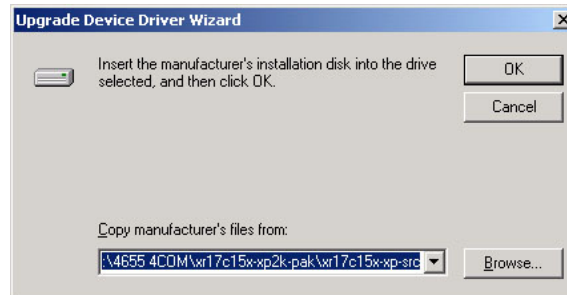 Upgrade Device Driver Wizard
Insert the manufacturer's installation disk into the drive
selected, and then click OK.
OK
Cancel
Copy manufacturer's files from:
:\4655 4COM\xr17c15x-xp2k-pak\xr17c15x-xp-src
Browse...